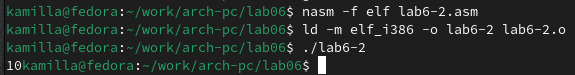 kamilla@fedora:~/work/arch-pc/lab06$ nasm -f elf lab6-2.asm
kamilla@fedora:~/work/arch-pc/lab06$ ld -m elf_i386 -o lab6-2 lab6-2.o
kamilla@fedora:~/work/arch-pc/lab06$ ./lab6-2
10kamilla@fedora:~/work/arch-pc/lab06$